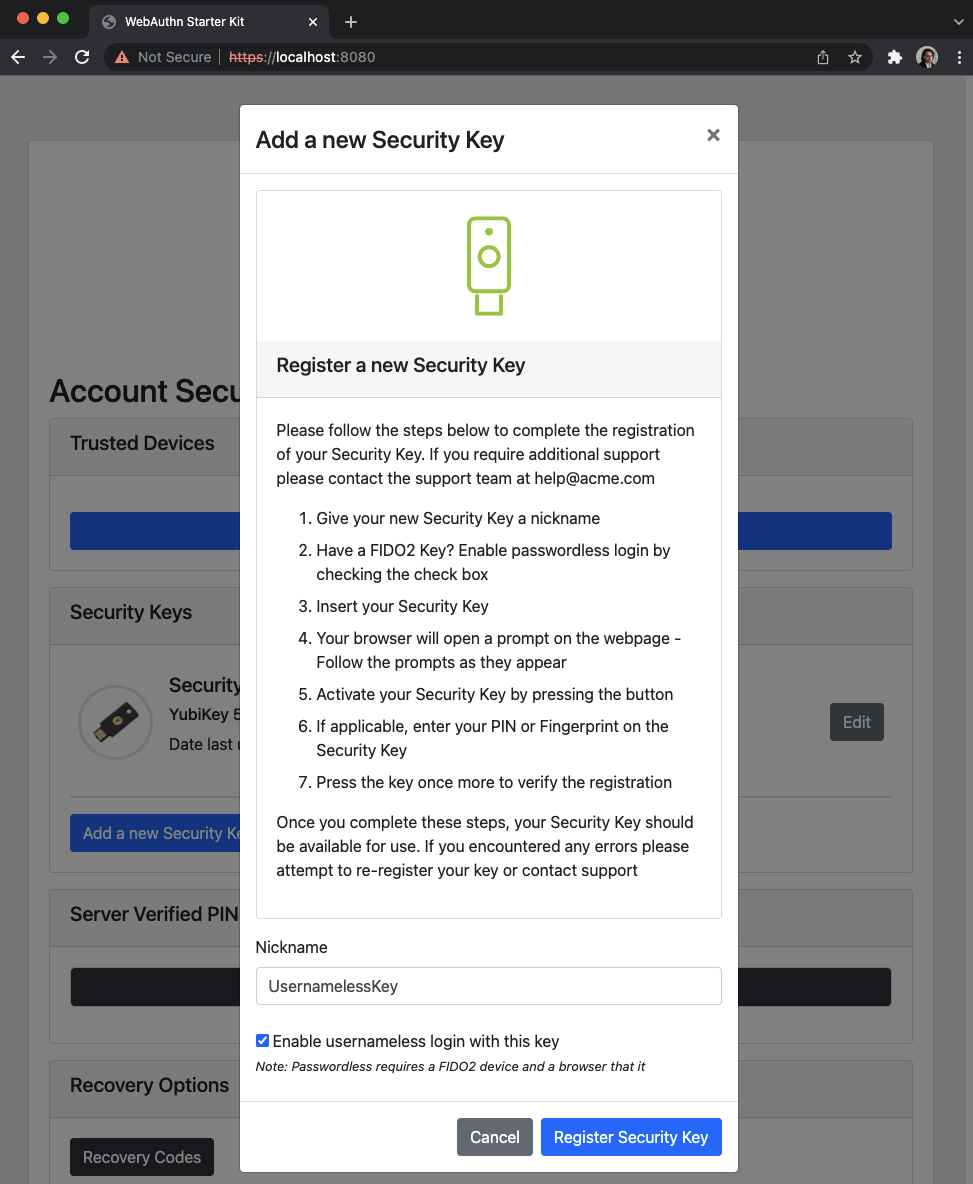 WebAuthn Starter Kit
Not Secure https://localhost:8080
Add a new Security Key
×
Register a new Security Key
Please follow the steps below to complete the registration
of your Security Key. If you require additional support
please contact the support team at help@acme.com
1. Give your new Security Key a nickname
2. Have a FIDO2 Key? Enable passwordless login by
checking the check box
3. Insert your Security Key
4. Your browser will open a prompt on the webpage -
Follow the prompts as they appear
5. Activate your Security Key by pressing the button
6. If applicable, enter your PIN or Fingerprint on the
Security Key
7. Press the key once more to verify the registration
Once you complete these steps, your Security Key should
be available for use. If you encountered any errors please
attempt to re-register your key or contact support
Nickname
UsernamelessKey
Enable usernameless login with this key
Note: Passwordless requires a FIDO2 device and a browser that it
Cancel
Register Security Key
Account Secu
Trusted Devices
Security Keys
Security
YubiKey 5
Date last
Edit
Add a new Security Ke
Server Verified PIN
Recovery Options
Recovery Codes